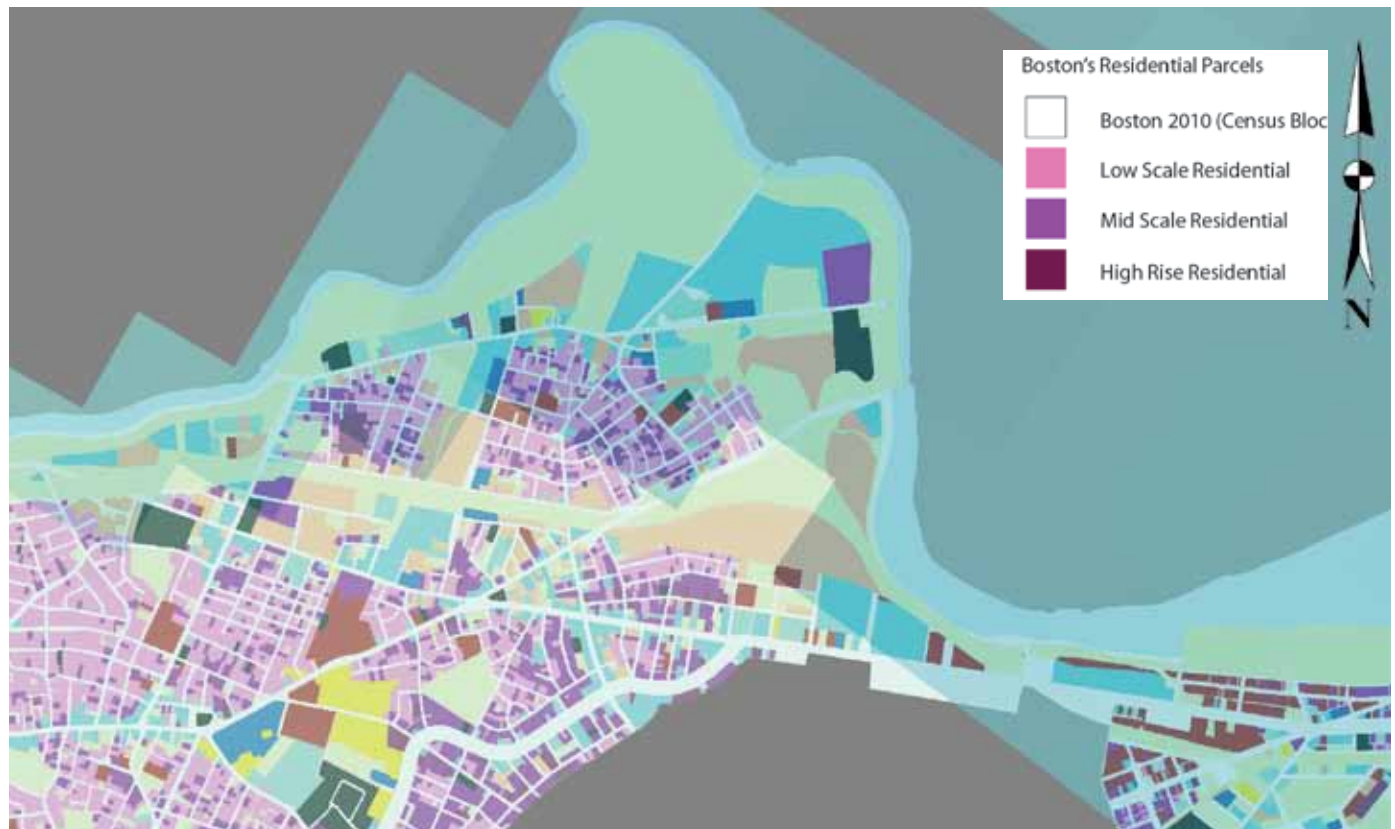 Boston's Residential Parcels
Boston 2010 (Census Bloc
Low Scale Residential
Mid Scale Residential
High Rise Residential
N